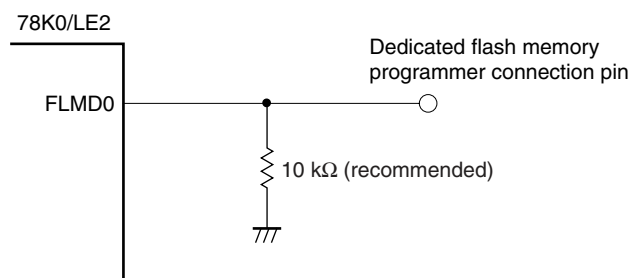 78K0/LE2
Dedicated flash memory
programmer connection pin
FLMD0
10 kΩ (recommended)